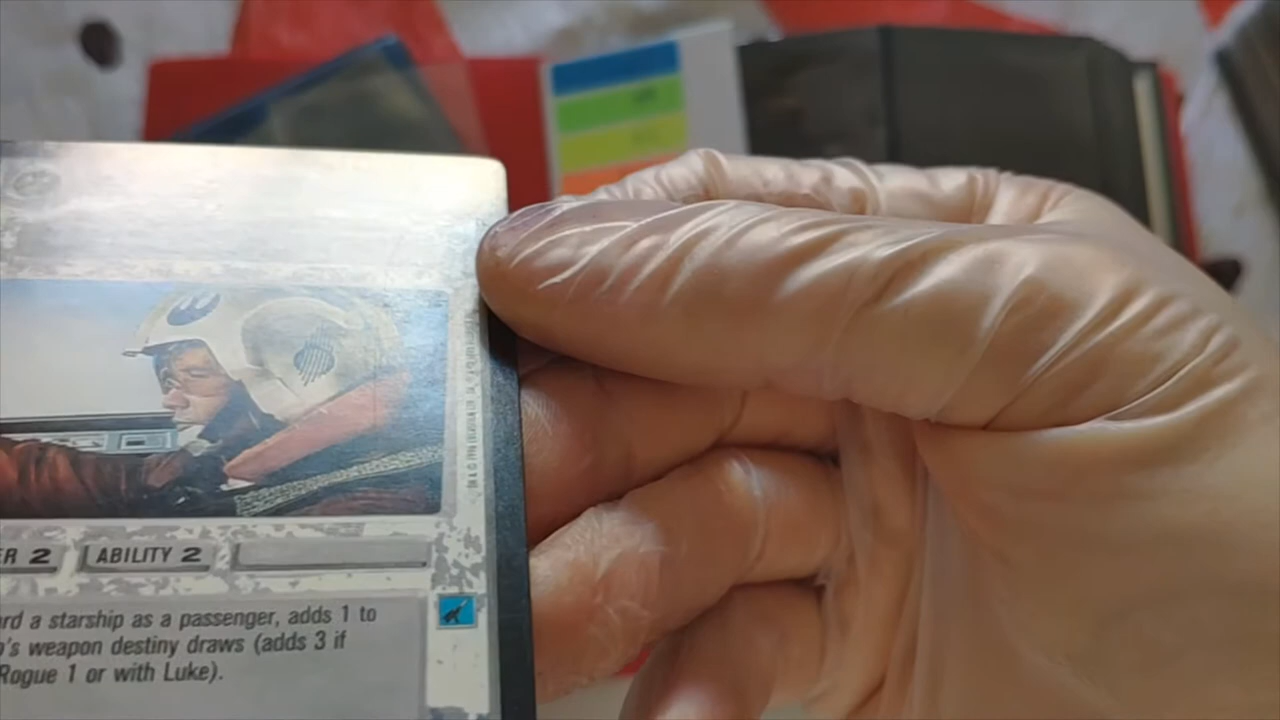 ER 2 ABILITY 2
rd a starship as a passenger, adds 1 to
's weapon destiny draws (adds 3 if
Rogue 1 or with Luke).